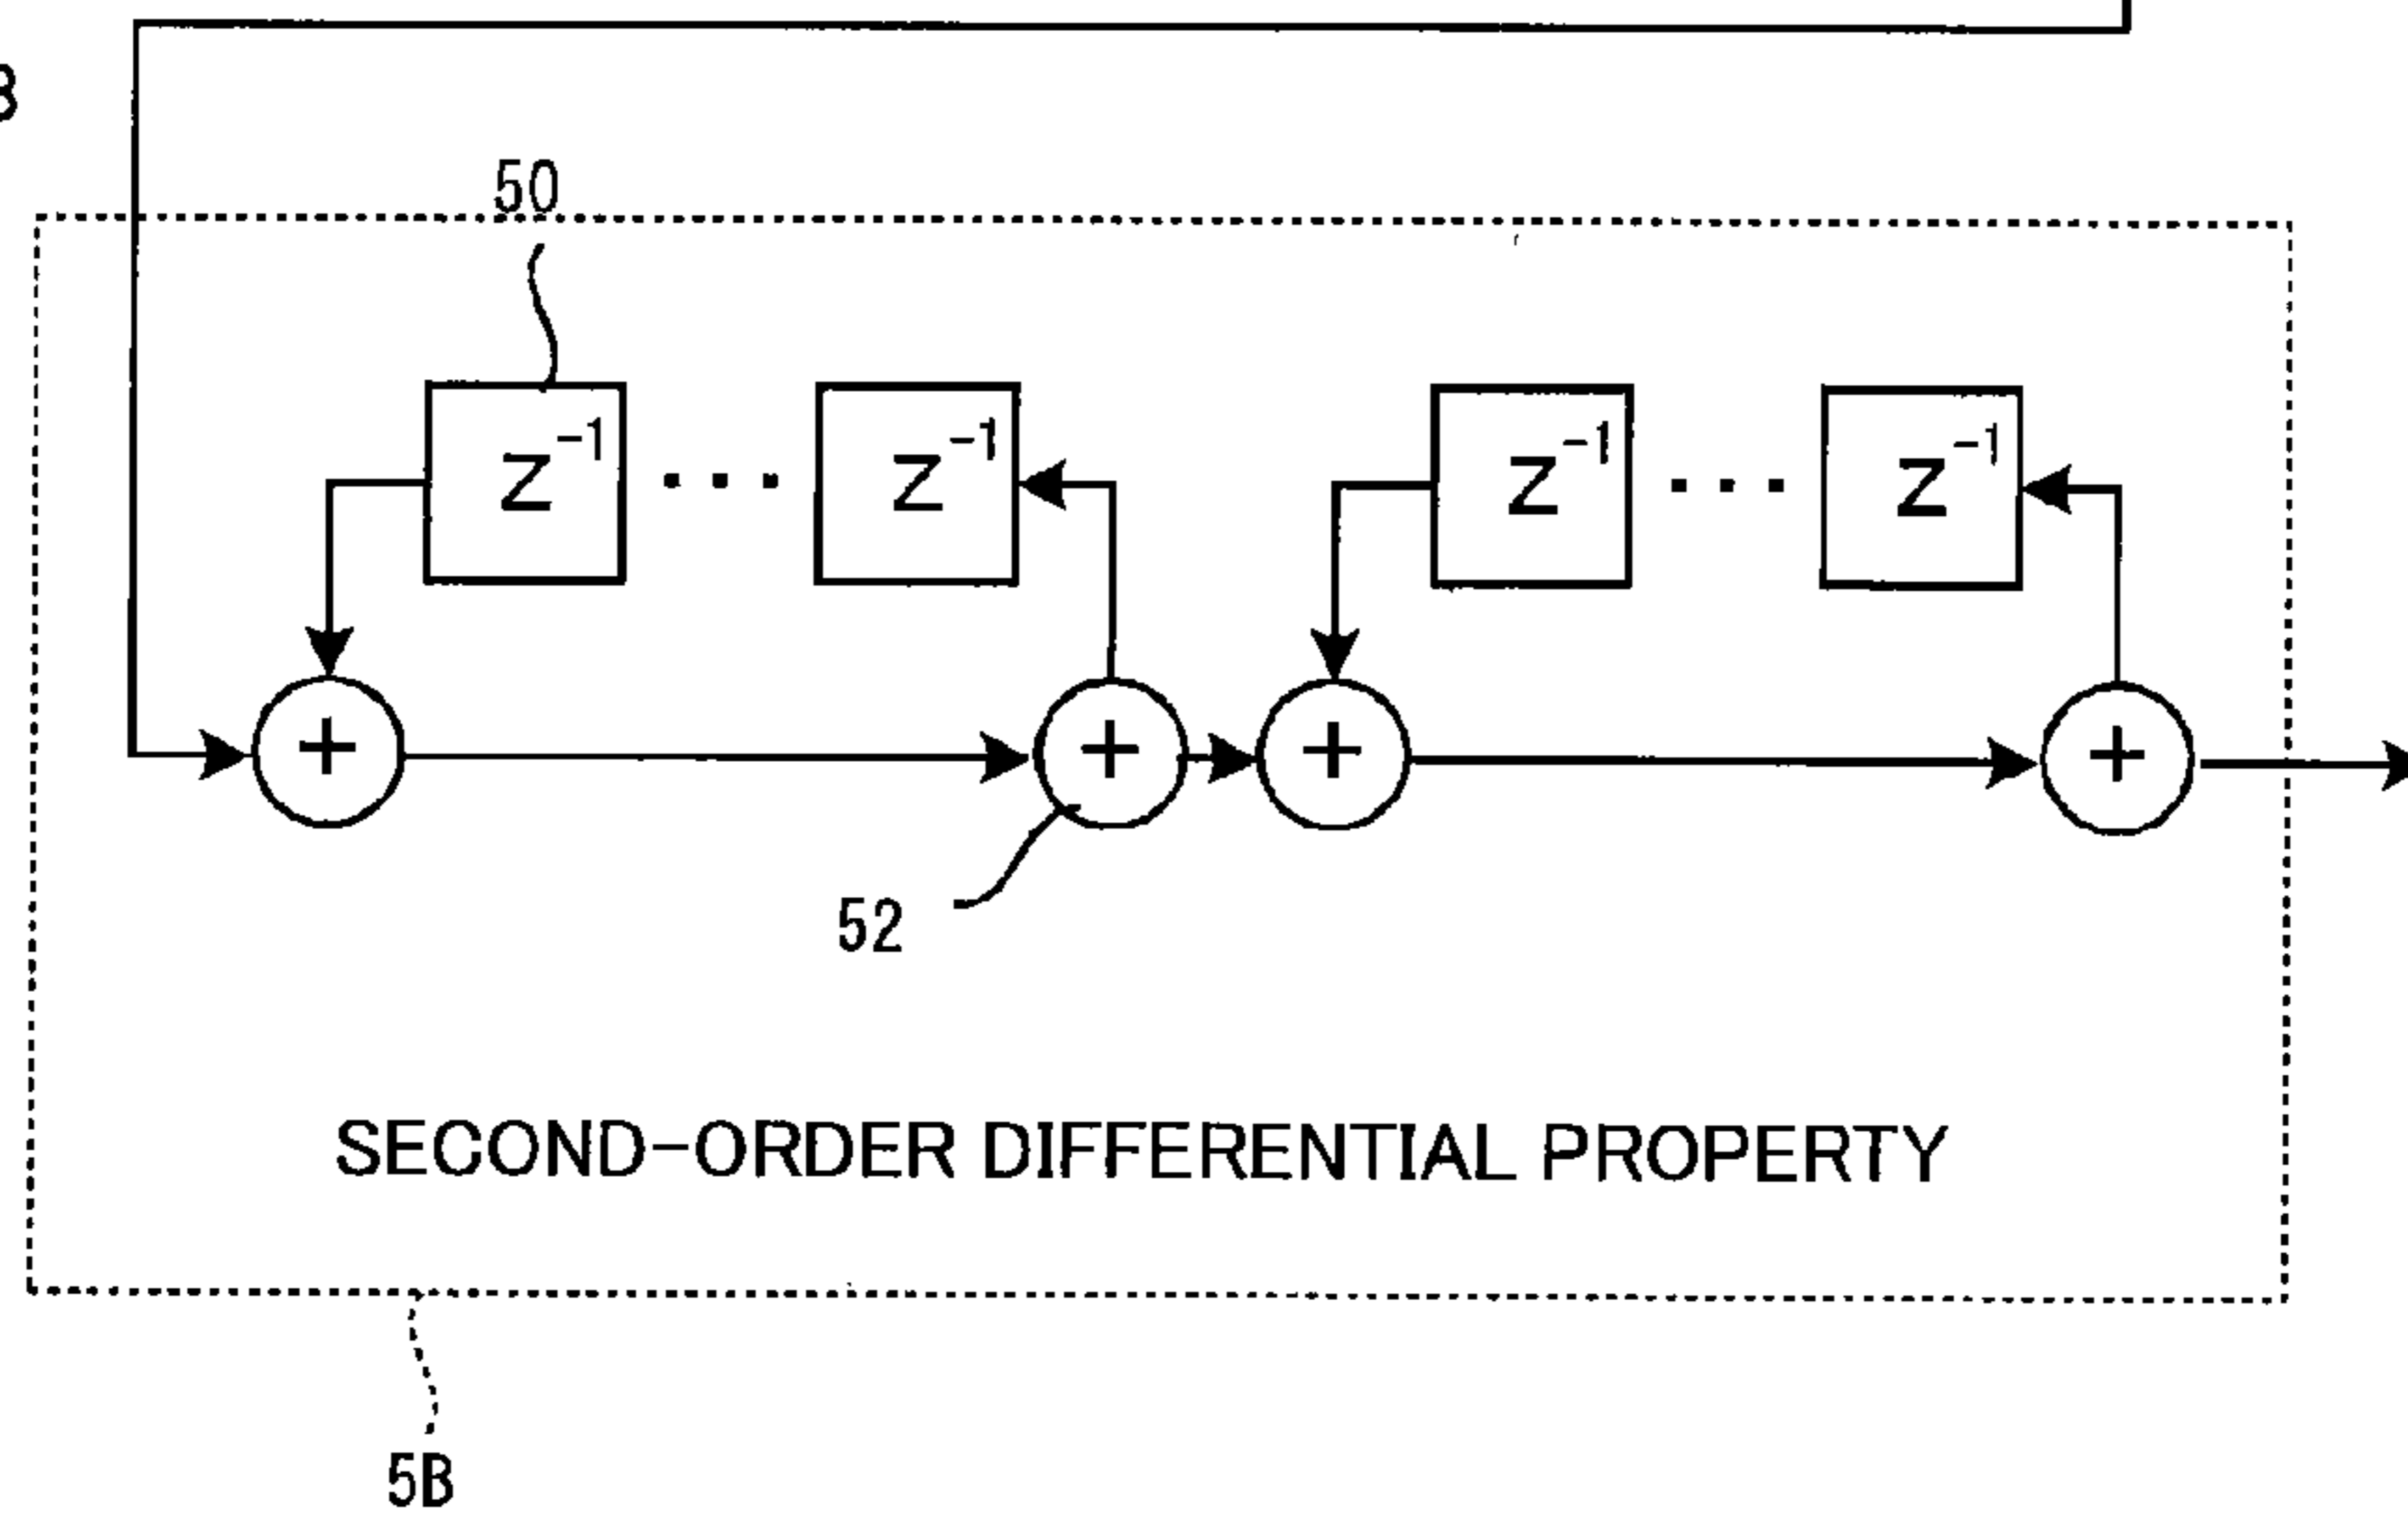 50
z⁻¹ ··· z⁻¹ z⁻¹ ··· z⁻¹
+ + + +
52
SECOND-ORDER DIFFERENTIAL PROPERTY
5B